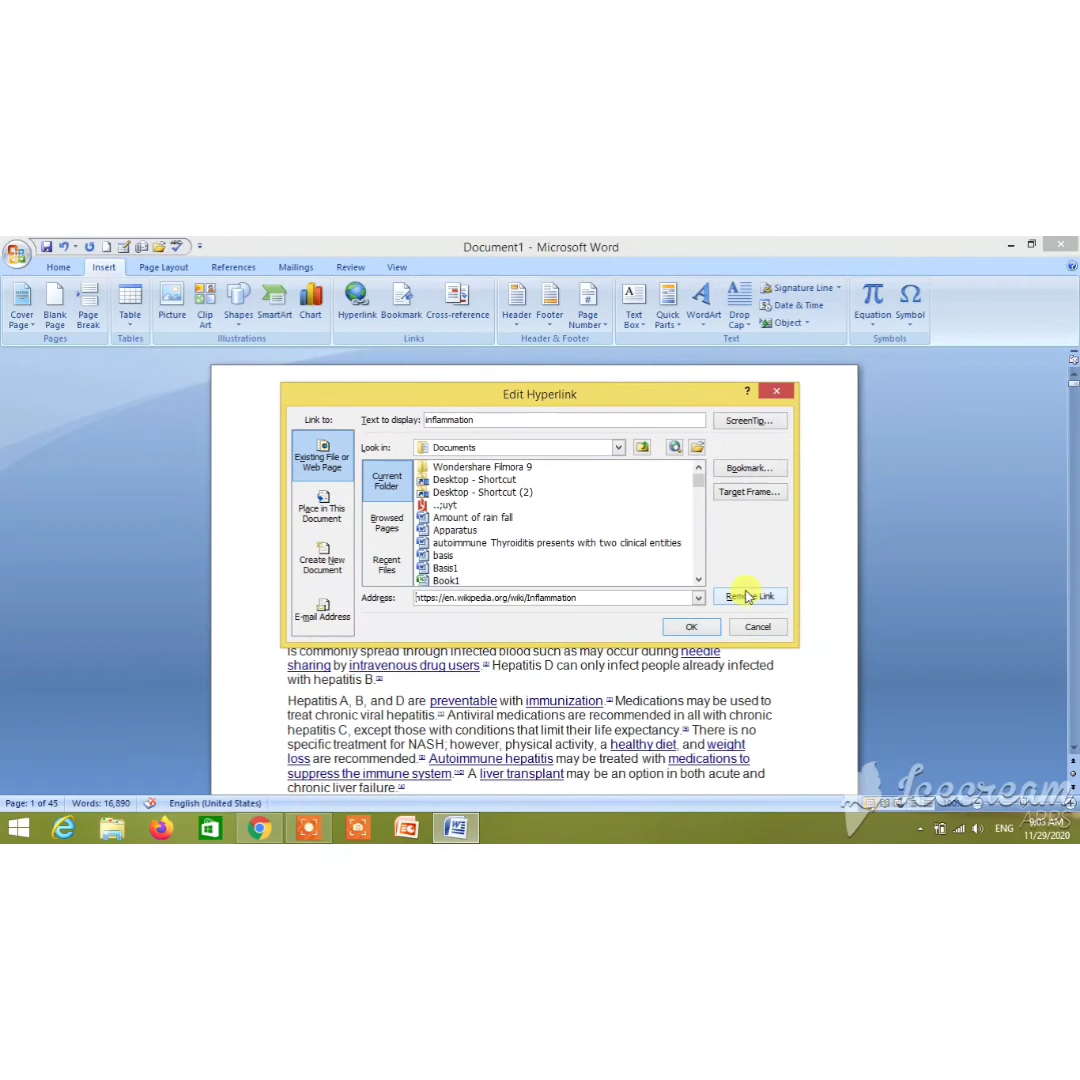 Document1 - Microsoft Word
Home Insert Page Layout References Mailings Review View
Cover Page Blank Page Page Break Table Picture Clip Art Shapes SmartArt Chart Hyperlink Bookmark Cross-reference Header Footer Page Number Text Box Quick Parts WordArt Drop Cap Signature Line Date & Time Object Equation Symbol
Pages Tables Illustrations Links Header & Footer Text Symbols
Edit Hyperlink
Link to: Text to display: inflammation ScreenTip...
Existing File or Web Page
Place in This Document
Create New Document
E-mail Address
Look in: Documents
Current Folder
Browsed Pages
Recent Files
Wondershare Filmora 9
Desktop - Shortcut
Desktop - Shortcut (2)
..;uyt
Amount of rain fall
Apparatus
autoimmune Thyroiditis presents with two clinical entities
basis
Basis1
Book1
Bookmark...
Target Frame...
Address: https://en.wikipedia.org/wiki/Inflammation
Link
OK Cancel
is commonly spread through infected blood such as may occur during needle
sharing by intravenous drug users. Hepatitis D can only infect people already infected
with hepatitis B.
Hepatitis A, B, and D are preventable with immunization. Medications may be used to
treat chronic viral hepatitis. Antiviral medications are recommended in all with chronic
hepatitis C, except those with conditions that limit their life expectancy. There is no
specific treatment for NASH; however, physical activity, a healthy diet, and weight
loss are recommended. Autoimmune hepatitis may be treated with medications to
suppress the immune system. A liver transplant may be an option in both acute and
chronic liver failure.
Page: 1 of 45 Words: 16,890 English (United States)
Icecream
APPS
ENG 9:03 AM
11/29/2020